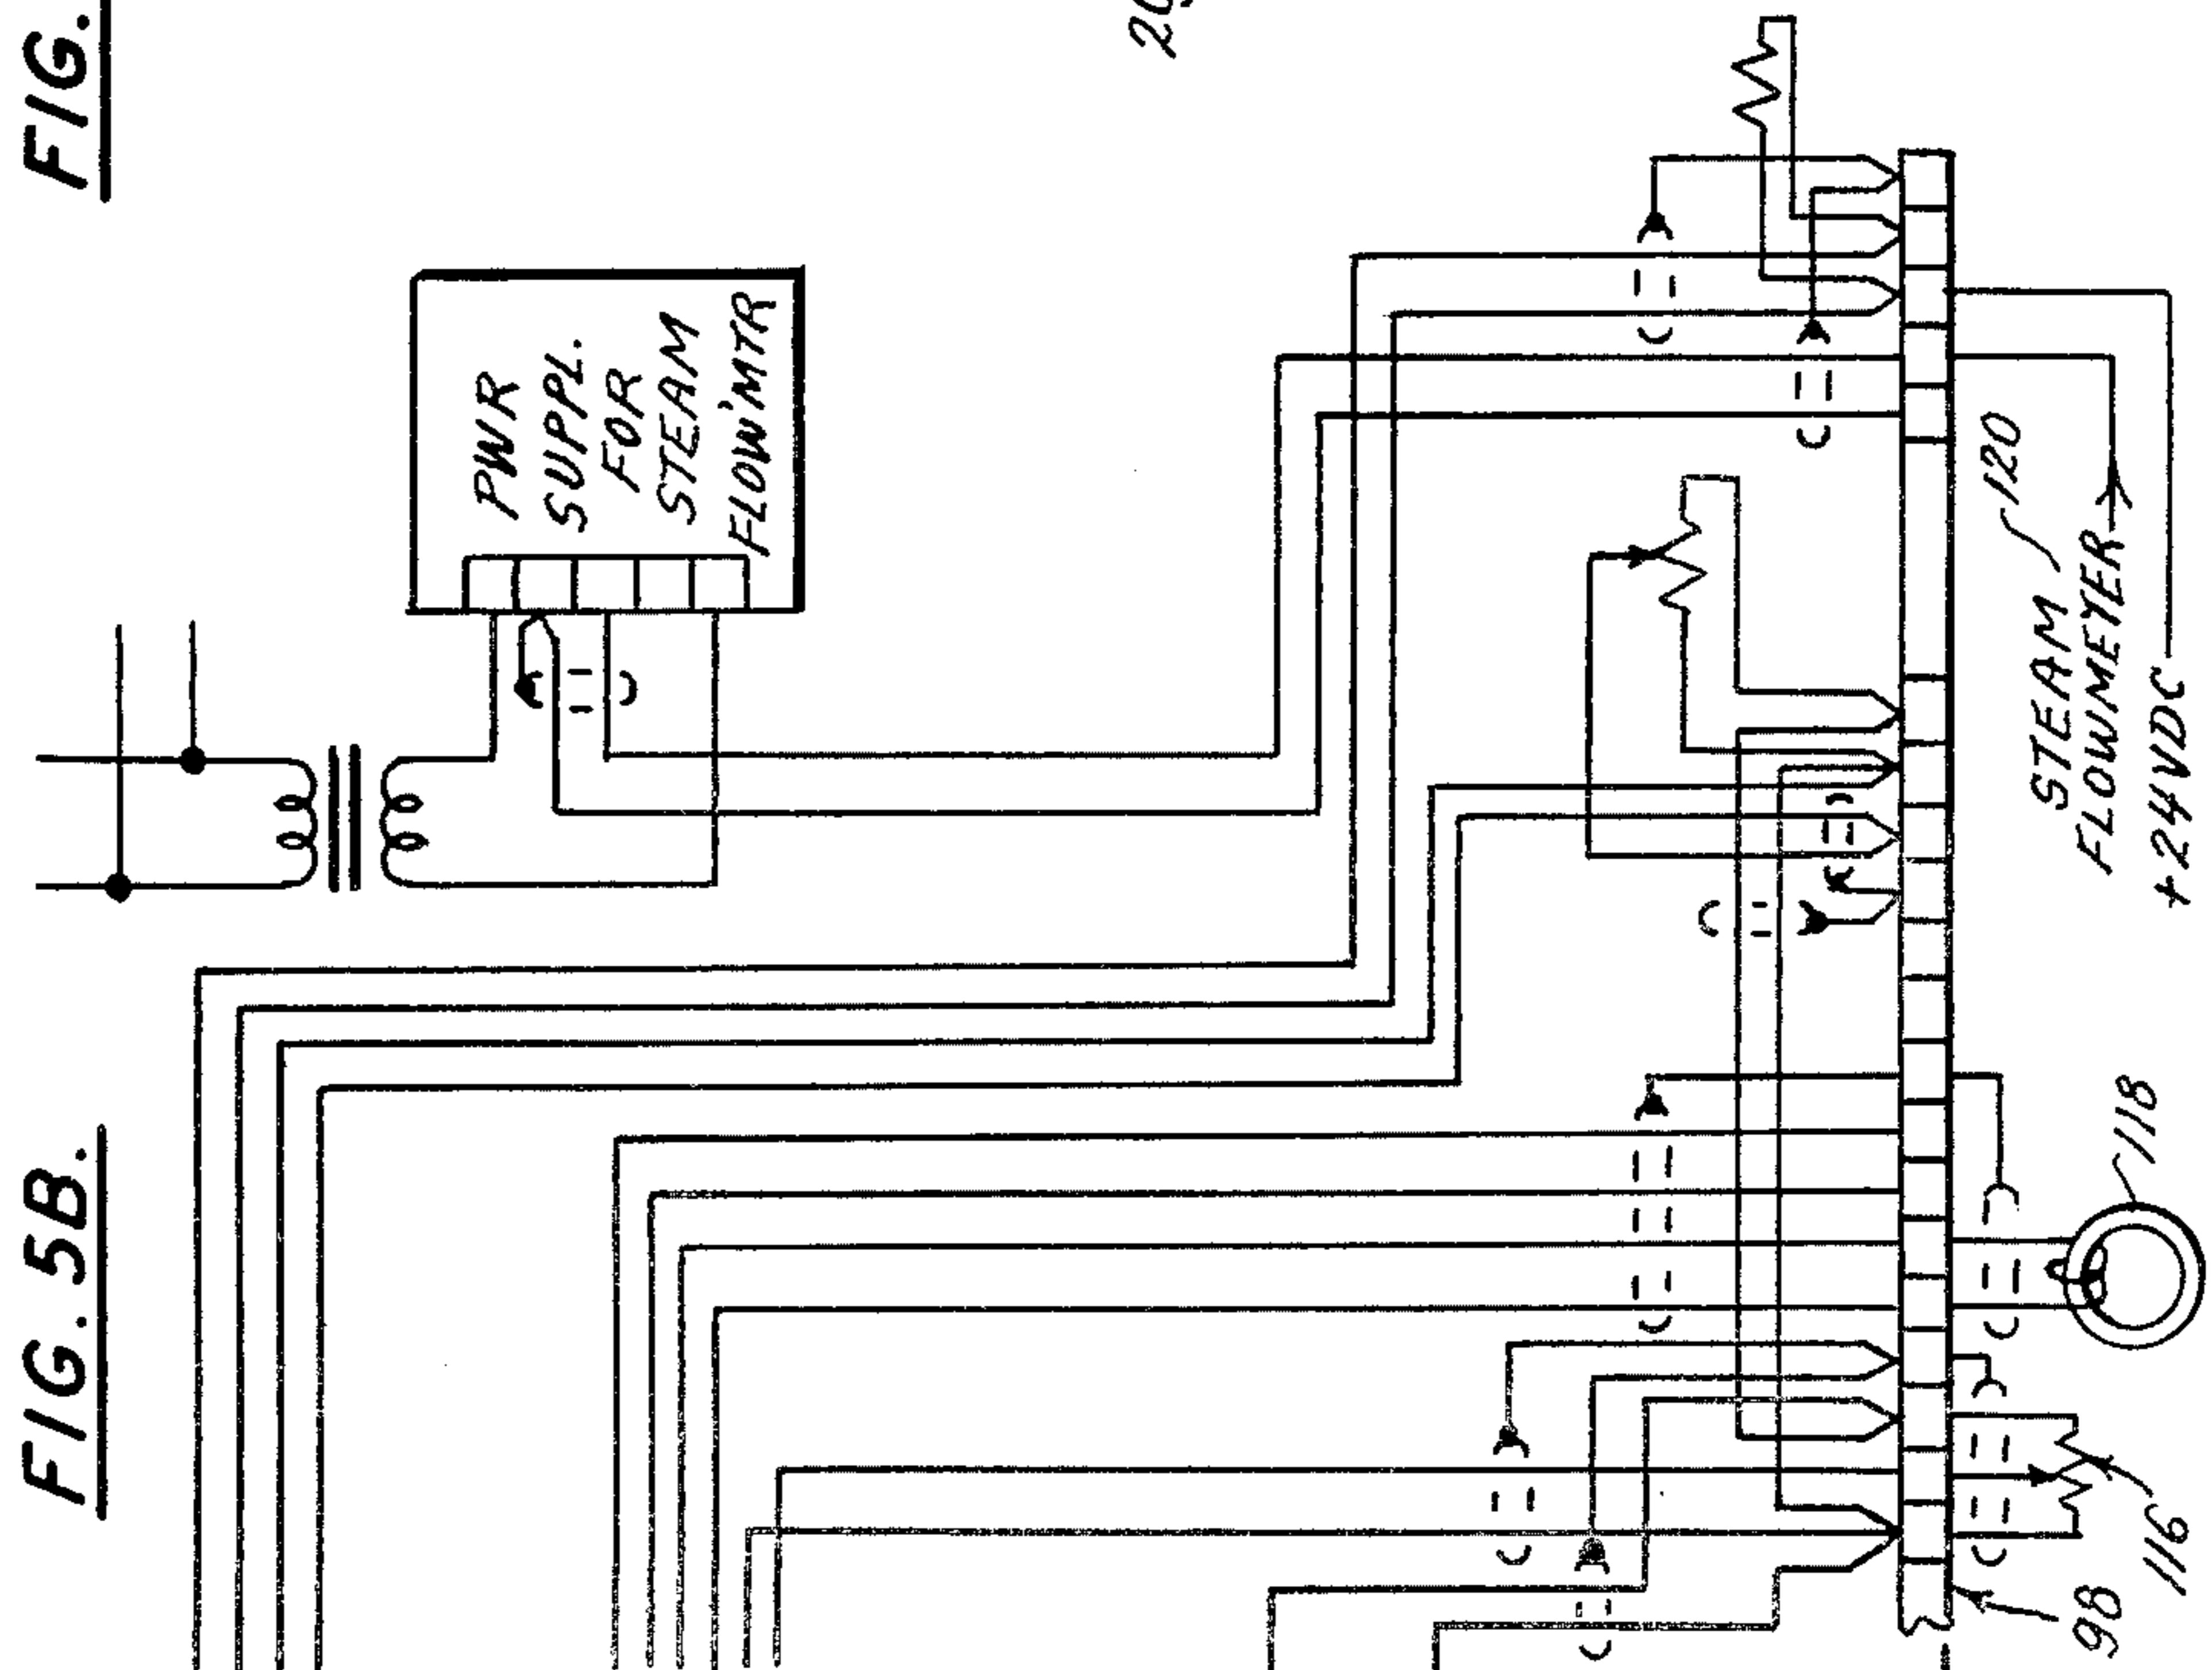 FIG.
FIG. 5B.
PWR
SUPPL.
FOR
STEAM
FLOW'MTR
STEAM
FLOWMETER
120
+24VDC
118
116
98